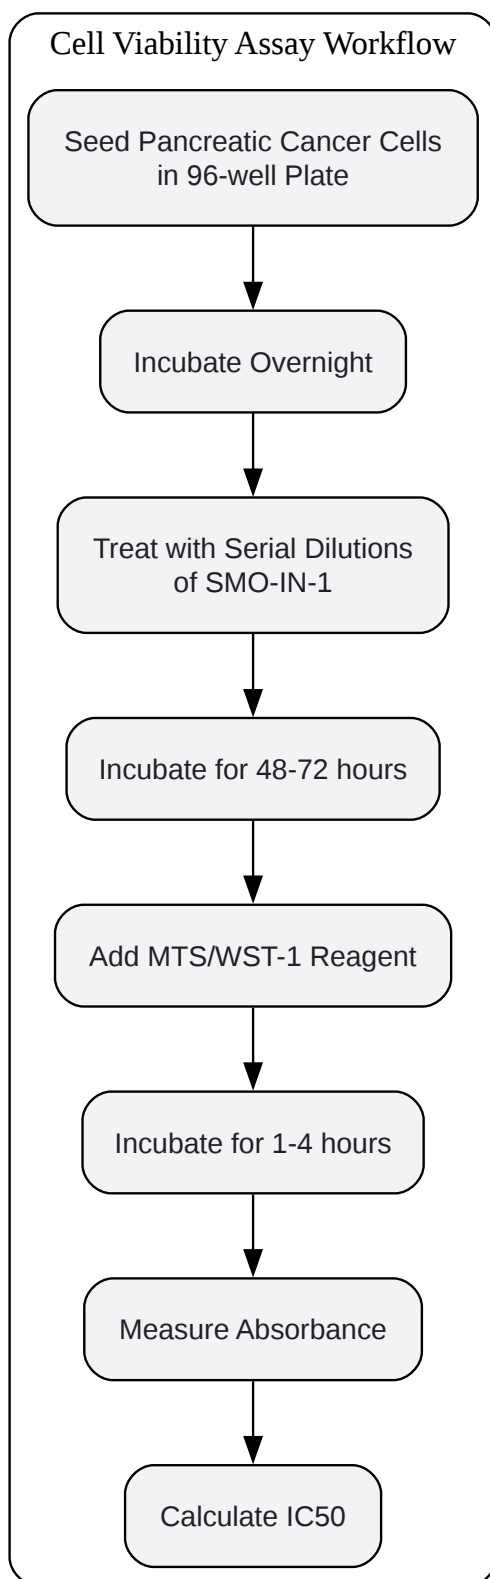 Cell Viability Assay Workflow
Seed Pancreatic Cancer Cells
in 96-well Plate
Incubate Overnight
Treat with Serial Dilutions
of SMO-IN-1
Incubate for 48-72 hours
Add MTS/WST-1 Reagent
Incubate for 1-4 hours
Measure Absorbance
Calculate IC50